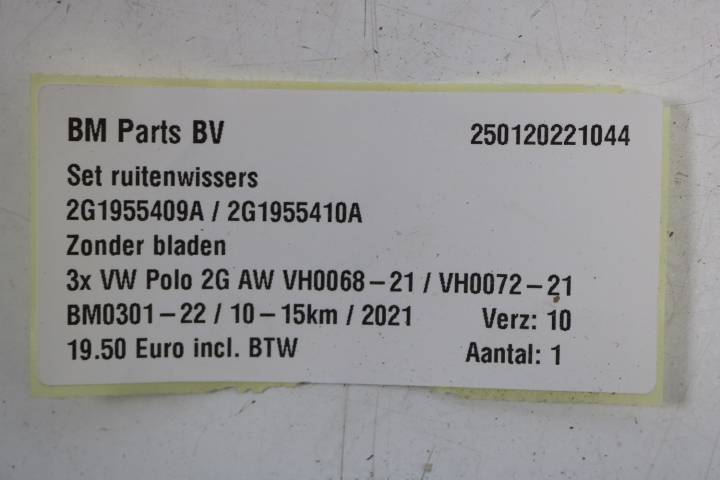 BM Parts BV 250120221044
Set ruitenwissers
2G1955409A / 2G1955410A
Zonder bladen
3x VW Polo 2G AW VH0068-21 / VH0072-21
BM0301-22 / 10-15km / 2021 Verz: 10
19.50 Euro incl. BTW Aantal: 1